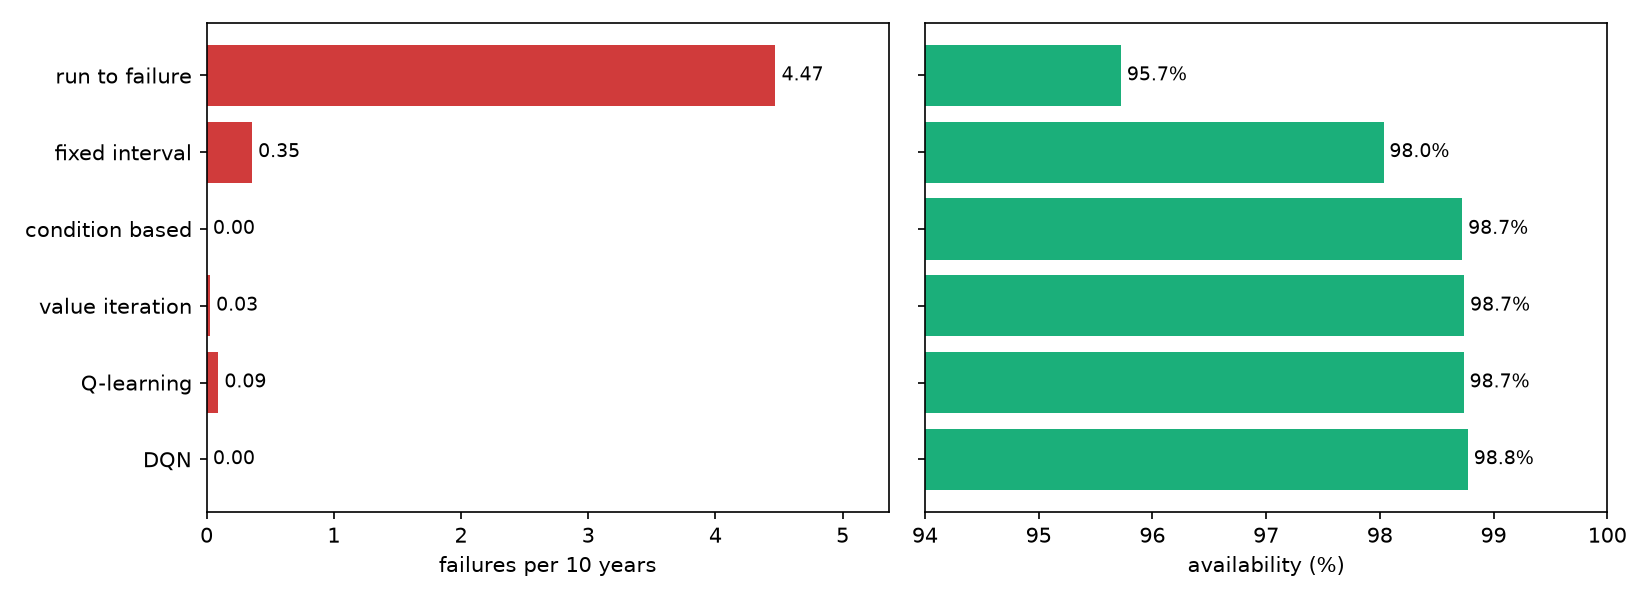 run to failure 4.47 95.7%
fixed interval 0.35 98.0%
condition based 0.00 98.7%
value iteration 0.03 98.7%
Q-learning 0.09 98.7%
DQN 0.00 98.8%
0 1 2 3 4 5 94 95 96 97 98 99 100
failures per 10 years availability (%)